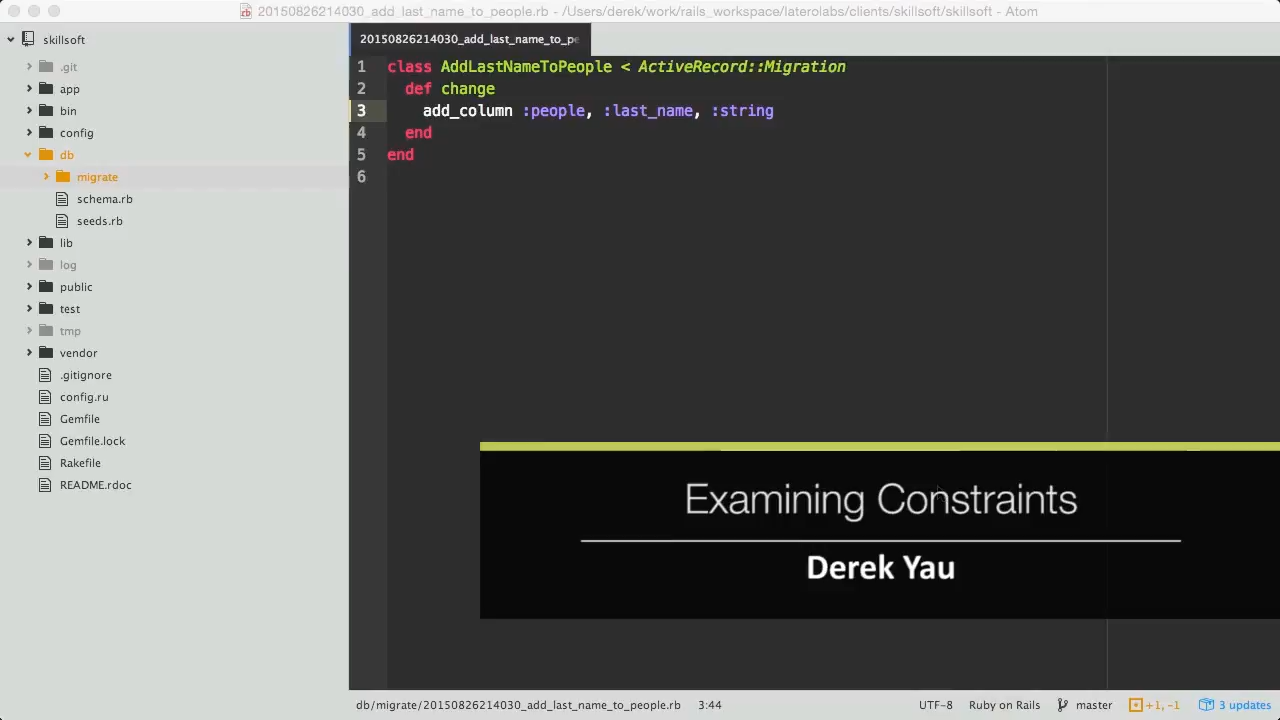 20150826214030_add_last_name_to_people.rb - /Users/derek/work/rails_workspace/laterolabs/clients/skillsoft/skillsoft - Atom
skillsoft
.git
app
bin
config
db
migrate
schema.rb
seeds.rb
lib
log
public
test
tmp
vendor
.gitignore
config.ru
Gemfile
Gemfile.lock
Rakefile
README.rdoc
20150826214030_add_last_name_to_pe
1 class AddLastNameToPeople < ActiveRecord::Migration
2 def change
3 add_column :people, :last_name, :string
4 end
5 end
6
Examining Constraints
Derek Yau
db/migrate/20150826214030_add_last_name_to_people.rb 3:44 UTF-8 Ruby on Rails master +1, -1 3 updates